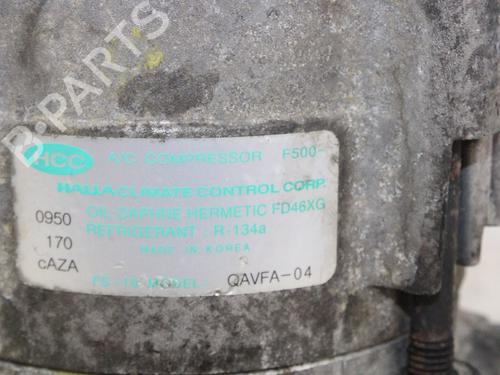 B-PARTS
HCC A/C COMPRESSOR F500-
HALLA CLIMATE CONTROL CORP.
0950 OIL DAPHNE HERMETIC FD46XG
170 REFRIGERANT : R-134a
MADE IN KOREA
cAZA
FS-18 MODEL: QAVFA-04